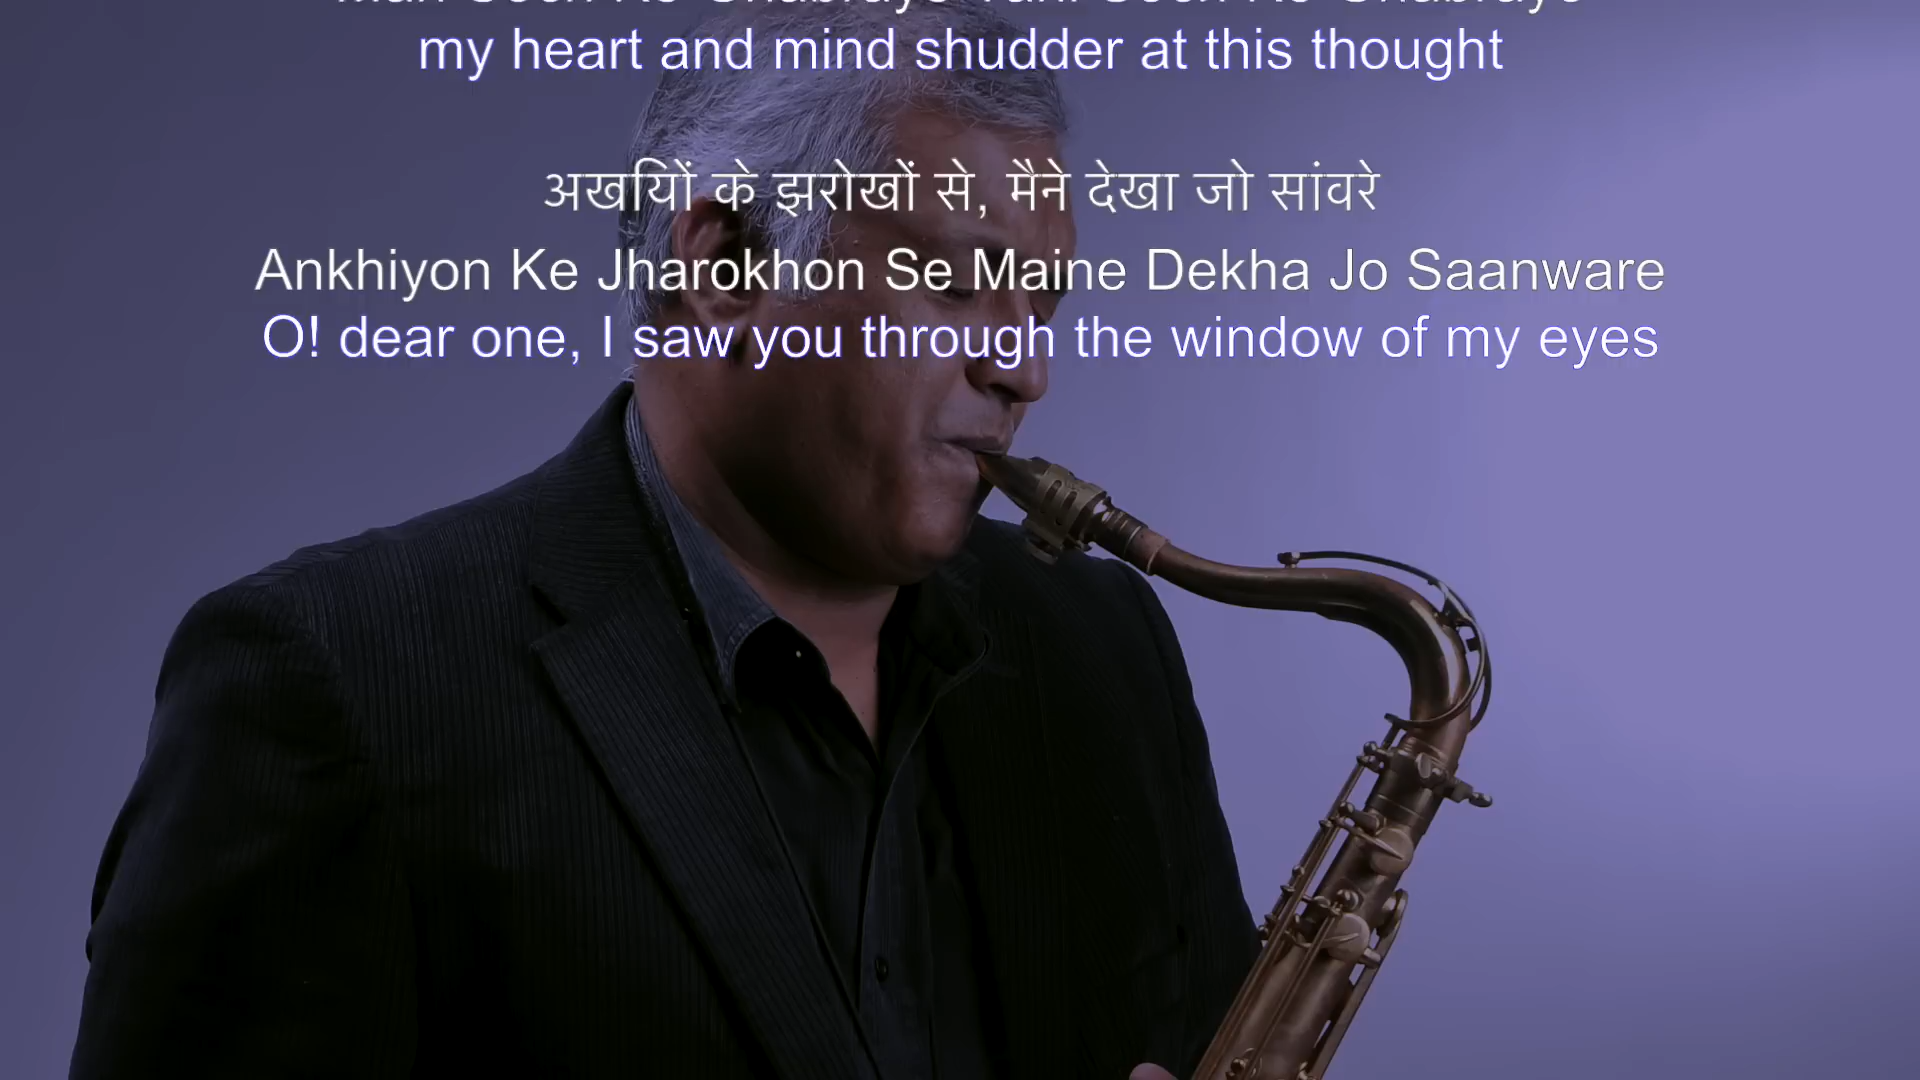 my heart and mind shudder at this thought
अखियों के झरोखों से, मैने देखा जो सांवरे
Ankhiyon Ke Jharokhon Se Maine Dekha Jo Saanware
O! dear one, I saw you through the window of my eyes